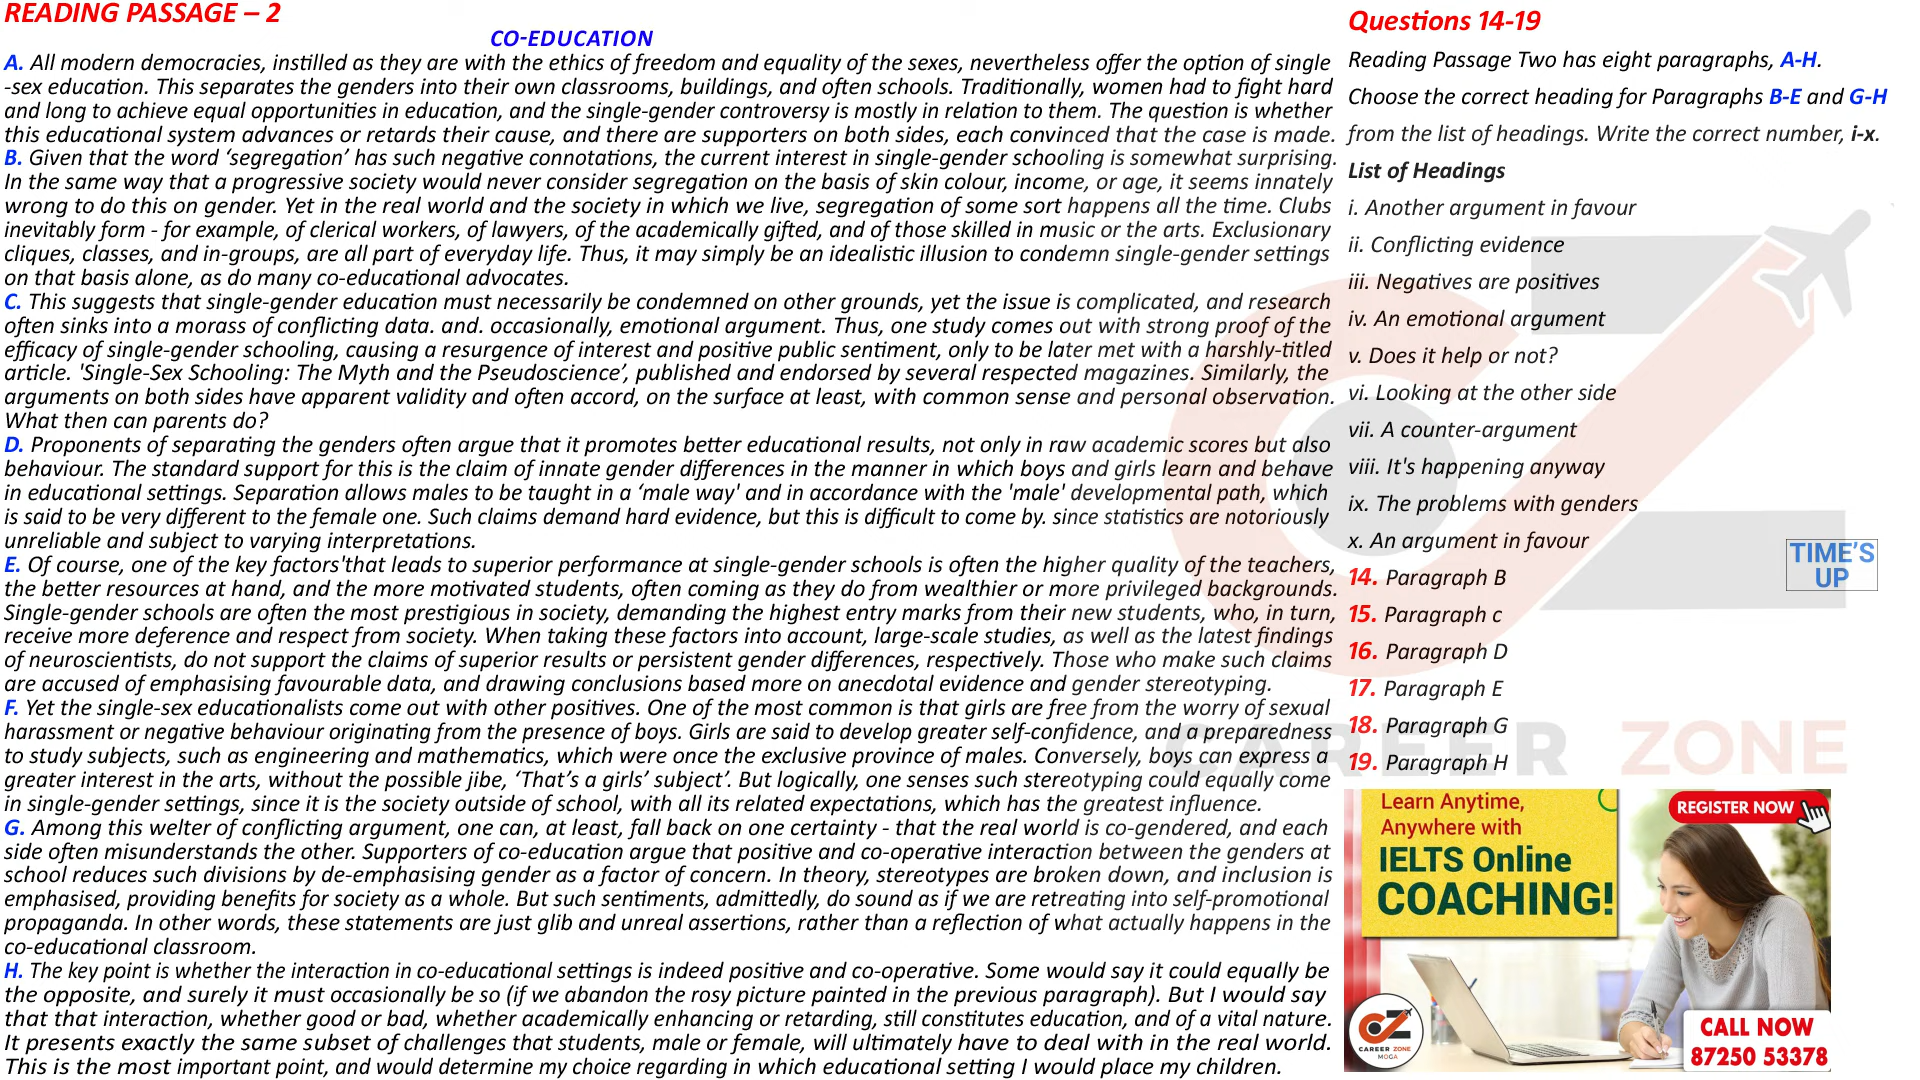 READING PASSAGE – 2
CO-EDUCATION
A. All modern democracies, instilled as they are with the ethics of freedom and equality of the sexes, nevertheless offer the option of single
-sex education. This separates the genders into their own classrooms, buildings, and often schools. Traditionally, women had to fight hard
and long to achieve equal opportunities in education, and the single-gender controversy is mostly in relation to them. The question is whether
this educational system advances or retards their cause, and there are supporters on both sides, each convinced that the case is made.
B. Given that the word ‘segregation’ has such negative connotations, the current interest in single-gender schooling is somewhat surprising.
In the same way that a progressive society would never consider segregation on the basis of skin colour, income, or age, it seems innately
wrong to do this on gender. Yet in the real world and the society in which we live, segregation of some sort happens all the time. Clubs
inevitably form - for example, of clerical workers, of lawyers, of the academically gifted, and of those skilled in music or the arts. Exclusionary
cliques, classes, and in-groups, are all part of everyday life. Thus, it may simply be an idealistic illusion to condemn single-gender settings
on that basis alone, as do many co-educational advocates.
C. This suggests that single-gender education must necessarily be condemned on other grounds, yet the issue is complicated, and research
often sinks into a morass of conflicting data. and. occasionally, emotional argument. Thus, one study comes out with strong proof of the
efficacy of single-gender schooling, causing a resurgence of interest and positive public sentiment, only to be later met with a harshly-titled
article. 'Single-Sex Schooling: The Myth and the Pseudoscience’, published and endorsed by several respected magazines. Similarly, the
arguments on both sides have apparent validity and often accord, on the surface at least, with common sense and personal observation.
What then can parents do?
D. Proponents of separating the genders often argue that it promotes better educational results, not only in raw academic scores but also
behaviour. The standard support for this is the claim of innate gender differences in the manner in which boys and girls learn and behave
in educational settings. Separation allows males to be taught in a ‘male way' and in accordance with the 'male' developmental path, which
is said to be very different to the female one. Such claims demand hard evidence, but this is difficult to come by. since statistics are notoriously
unreliable and subject to varying interpretations.
E. Of course, one of the key factors'that leads to superior performance at single-gender schools is often the higher quality of the teachers,
the better resources at hand, and the more motivated students, often coming as they do from wealthier or more privileged backgrounds.
Single-gender schools are often the most prestigious in society, demanding the highest entry marks from their new students, who, in turn,
receive more deference and respect from society. When taking these factors into account, large-scale studies, as well as the latest findings
of neuroscientists, do not support the claims of superior results or persistent gender differences, respectively. Those who make such claims
are accused of emphasising favourable data, and drawing conclusions based more on anecdotal evidence and gender stereotyping.
F. Yet the single-sex educationalists come out with other positives. One of the most common is that girls are free from the worry of sexual
harassment or negative behaviour originating from the presence of boys. Girls are said to develop greater self-confidence, and a preparedness
to study subjects, such as engineering and mathematics, which were once the exclusive province of males. Conversely, boys can express a
greater interest in the arts, without the possible jibe, ‘That’s a girls’ subject’. But logically, one senses such stereotyping could equally come
in single-gender settings, since it is the society outside of school, with all its related expectations, which has the greatest influence.
G. Among this welter of conflicting argument, one can, at least, fall back on one certainty - that the real world is co-gendered, and each
side often misunderstands the other. Supporters of co-education argue that positive and co-operative interaction between the genders at
school reduces such divisions by de-emphasising gender as a factor of concern. In theory, stereotypes are broken down, and inclusion is
emphasised, providing benefits for society as a whole. But such sentiments, admittedly, do sound as if we are retreating into self-promotional
propaganda. In other words, these statements are just glib and unreal assertions, rather than a reflection of what actually happens in the
co-educational classroom.
H. The key point is whether the interaction in co-educational settings is indeed positive and co-operative. Some would say it could equally be
the opposite, and surely it must occasionally be so (if we abandon the rosy picture painted in the previous paragraph). But I would say
that that interaction, whether good or bad, whether academically enhancing or retarding, still constitutes education, and of a vital nature.
It presents exactly the same subset of challenges that students, male or female, will ultimately have to deal with in the real world.
This is the most important point, and would determine my choice regarding in which educational setting I would place my children.
Questions 14-19
Reading Passage Two has eight paragraphs, A-H.
Choose the correct heading for Paragraphs B-E and G-H
from the list of headings. Write the correct number, i-x.
List of Headings
i. Another argument in favour
ii. Conflicting evidence
iii. Negatives are positives
iv. An emotional argument
v. Does it help or not?
vi. Looking at the other side
vii. A counter-argument
viii. It's happening anyway
ix. The problems with genders
x. An argument in favour
14. Paragraph B
15. Paragraph c
16. Paragraph D
17. Paragraph E
18. Paragraph G
19. Paragraph H
TIME’S
UP
CAREER ZONE
Learn Anytime,
Anywhere with
IELTS Online
COACHING!
REGISTER NOW
CAREER ZONE
MOGA
CALL NOW
87250 53378